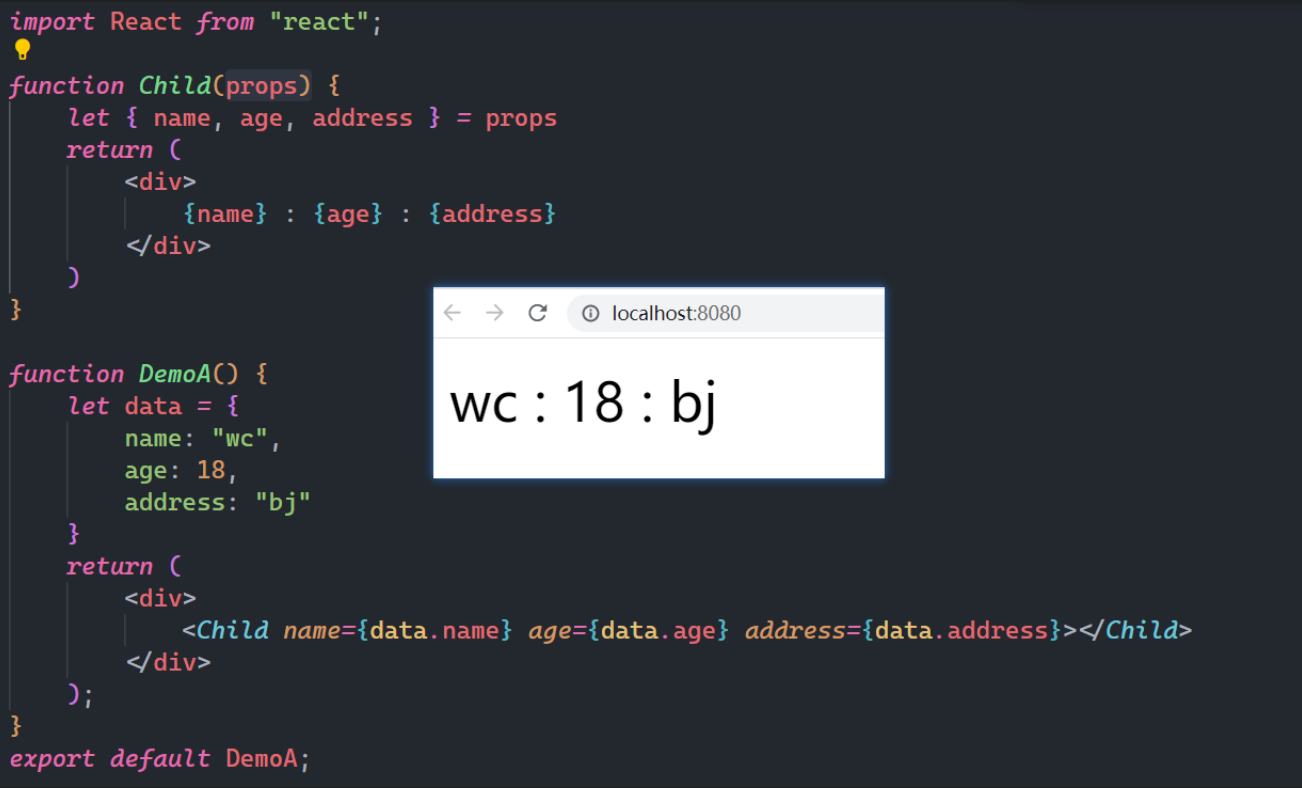 import React from "react";
function Child(props) {
let { name, age, address } = props
return (
<div>
{name} : {age} : {address}
</div>
)
}
localhost:8080
wc : 18 : bj
function DemoA() {
let data = {
name: "wc",
age: 18,
address: "bj"
}
return (
<div>
<Child name={data.name} age={data.age} address={data.address}></Child>
</div>
);
}
export default DemoA;